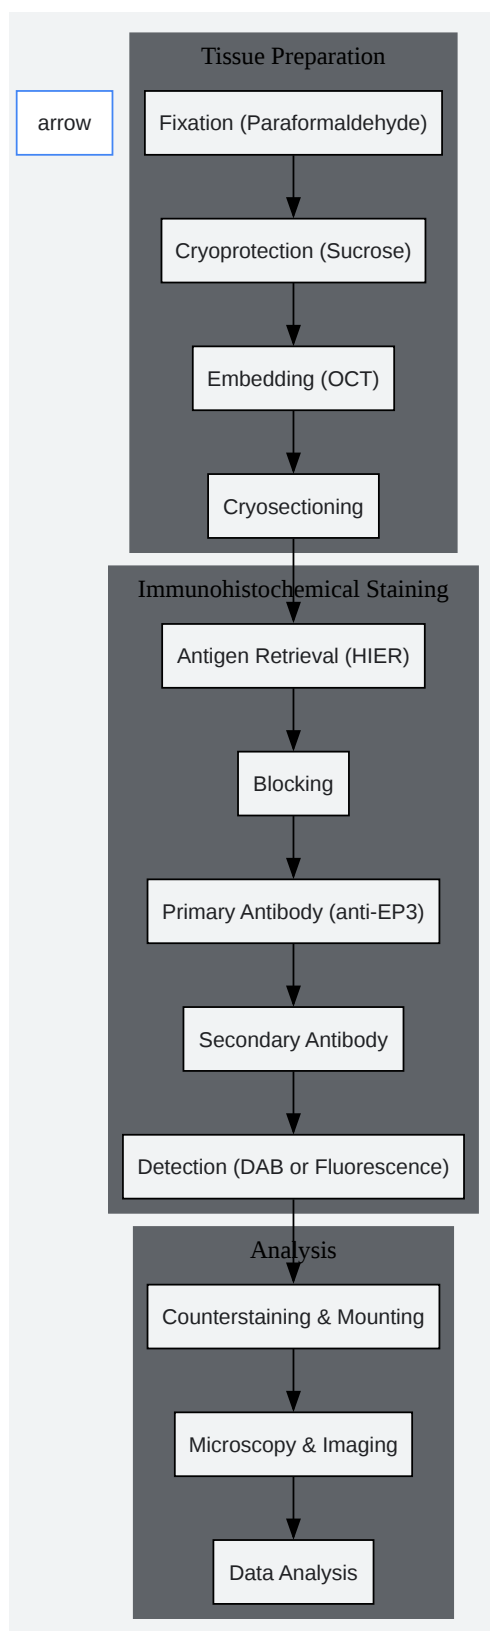 Tissue Preparation
arrow
Fixation (Paraformaldehyde)
Cryoprotection (Sucrose)
Embedding (OCT)
Cryosectioning
Immunohistochemical Staining
Antigen Retrieval (HIER)
Blocking
Primary Antibody (anti-EP3)
Secondary Antibody
Detection (DAB or Fluorescence)
Analysis
Counterstaining & Mounting
Microscopy & Imaging
Data Analysis